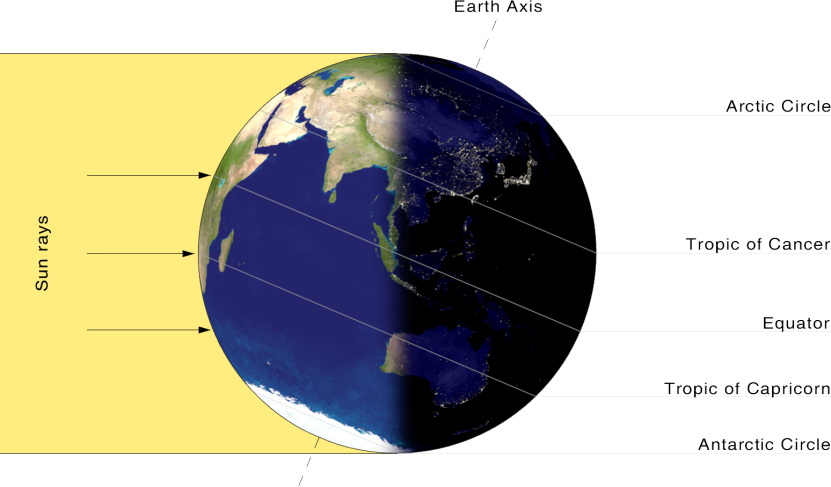 Earth Axis
Arctic Circle
Tropic of Cancer
Sun rays
Equator
Tropic of Capricorn
Antarctic Circle